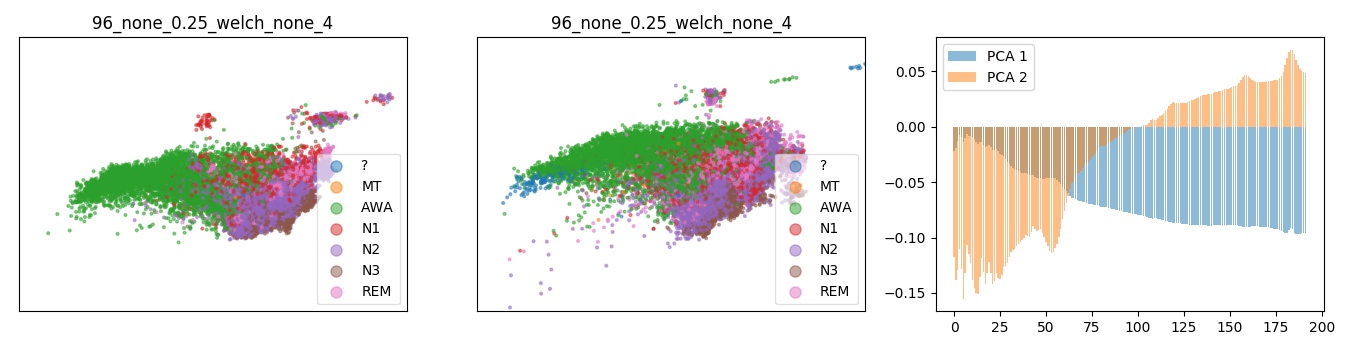 96_none_0.25_welch_none_4
?
MT
AWA
N1
N2
N3
REM
96_none_0.25_welch_none_4
?
MT
AWA
N1
N2
N3
REM
PCA 1
PCA 2
0.05
0.00
−0.05
−0.10
−0.15
0 25 50 75 100 125 150 175 200